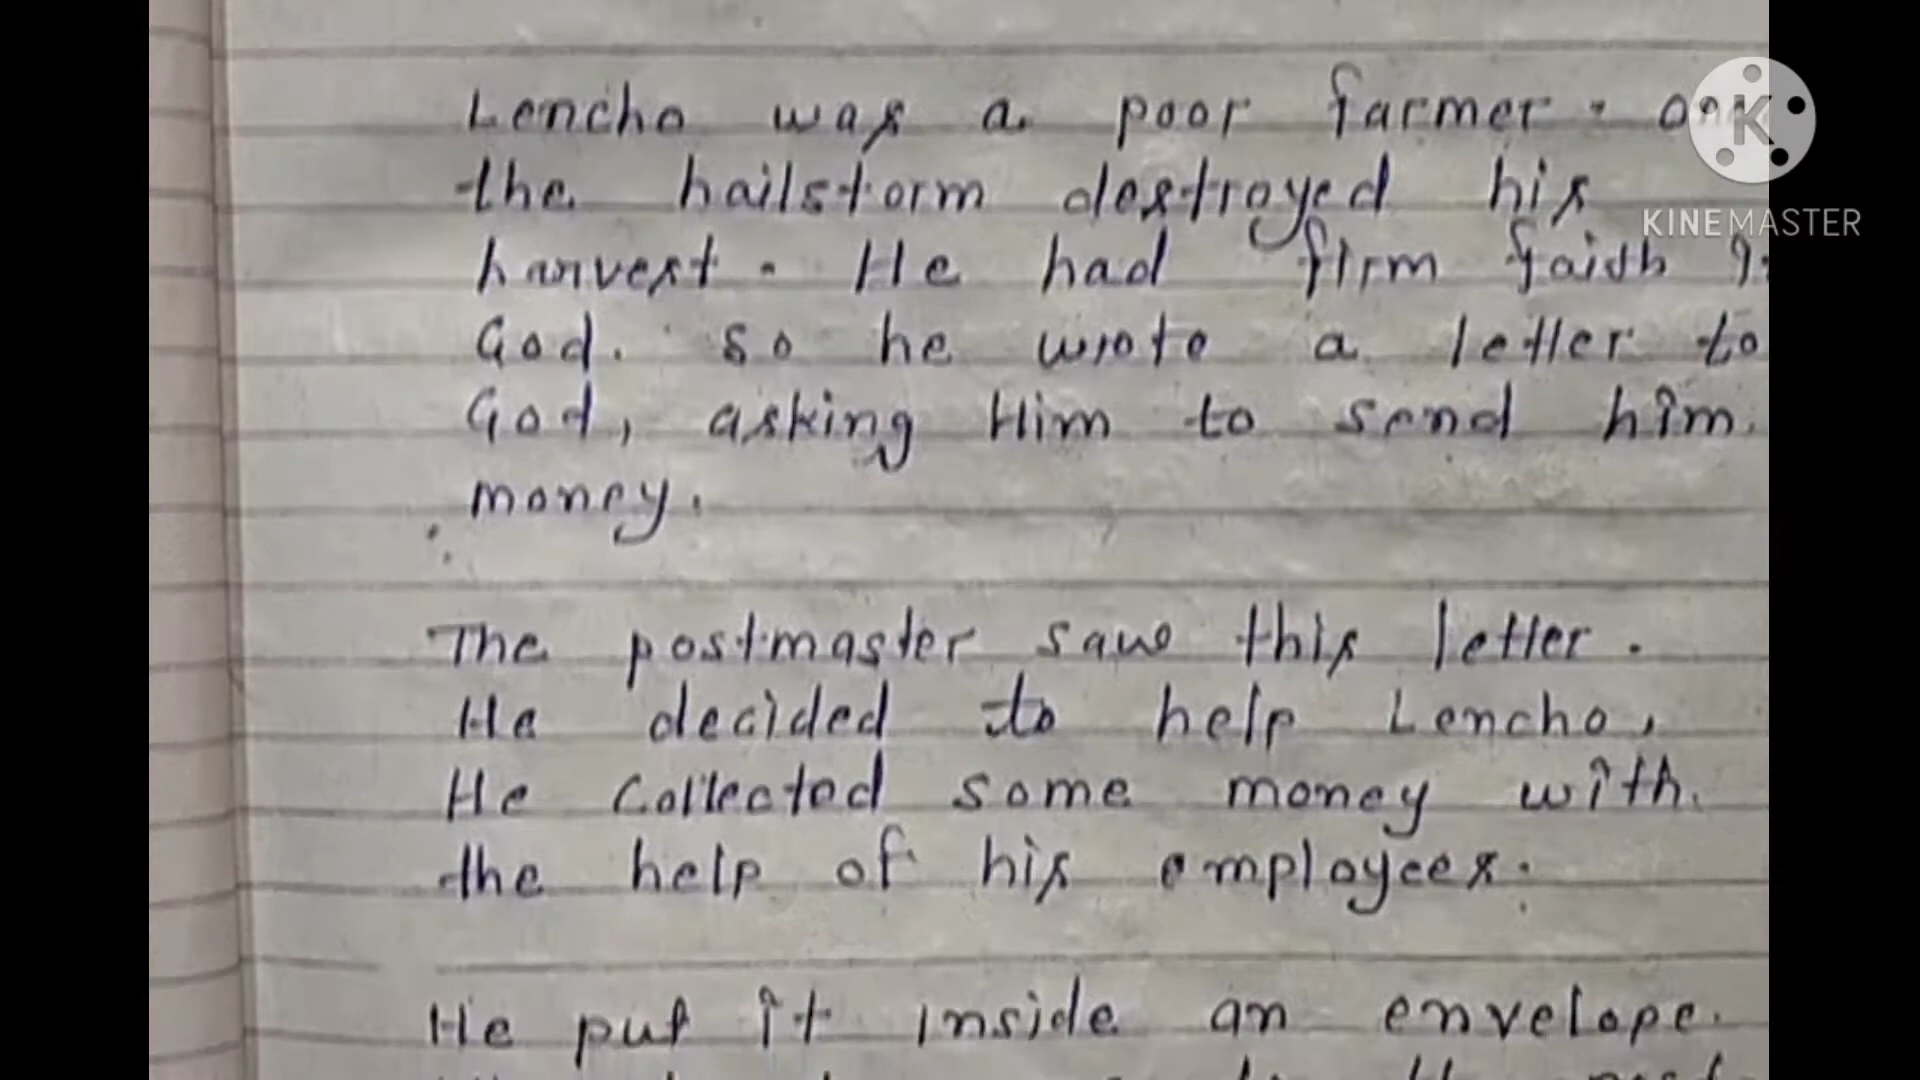 Lencho was a poor farmer.
the hailstorm destroyed his
harvest. He had firm faith
God. so he wrote a letter to
God, asking Him to send him
money.
The postmaster saw this letter.
He decided to help Lencho,
He collected some money with
the help of his employees.
He put it inside an envelope.
KINEMASTER